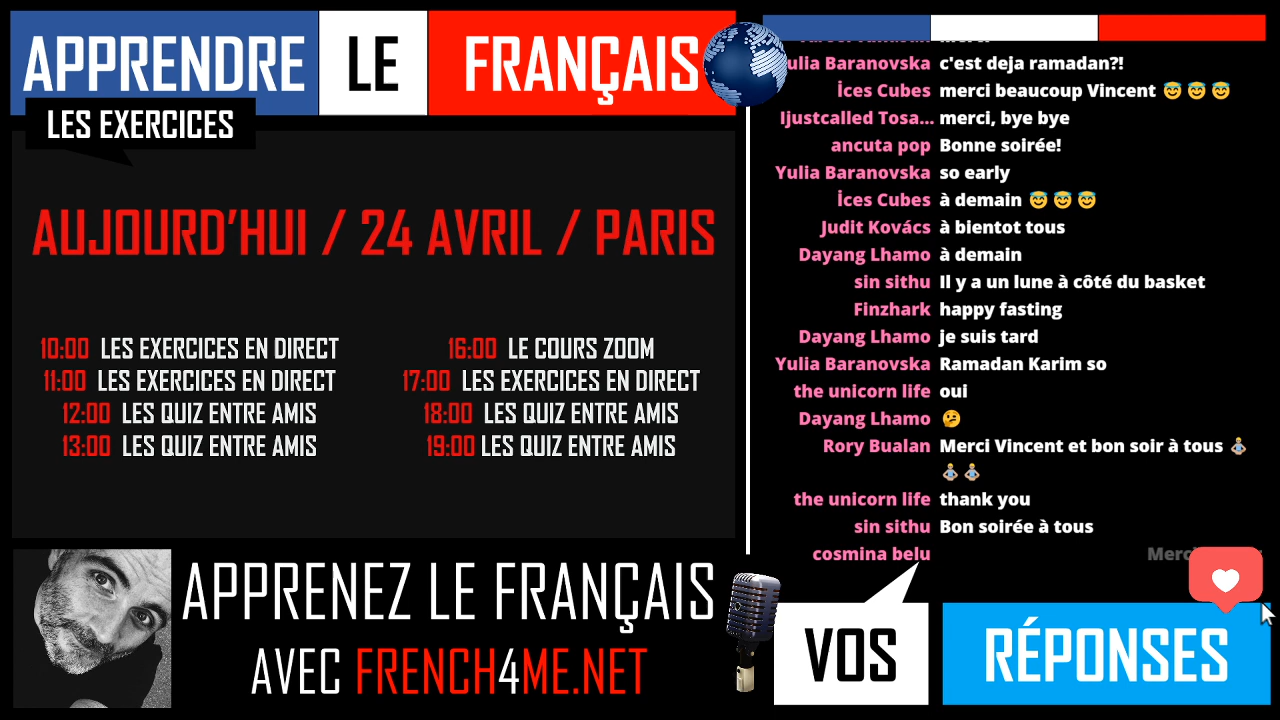 APPRENDRE LE FRANÇAIS
LES EXERCICES
AUJOURD'HUI / 24 AVRIL / PARIS
10:00 LES EXERCICES EN DIRECT
11:00 LES EXERCICES EN DIRECT
12:00 LES QUIZ ENTRE AMIS
13:00 LES QUIZ ENTRE AMIS
16:00 LE COURS ZOOM
17:00 LES EXERCICES EN DIRECT
18:00 LES QUIZ ENTRE AMIS
19:00 LES QUIZ ENTRE AMIS
APPRENEZ LE FRANÇAIS
AVEC FRENCH4ME.NET
Baranovska c'est deja ramadan?!
İces Cubes merci beaucoup Vincent 😇 😇 😇
Ijustcalled Tosa... merci, bye bye
ancuta pop Bonne soirée!
Yulia Baranovska so early
İces Cubes à demain 😇 😇 😇
Judit Kovács à bientot tous
Dayang Lhamo à demain
sin sithu Il y a un lune à côté du basket
Finzhark happy fasting
Dayang Lhamo je suis tard
Yulia Baranovska Ramadan Karim so
the unicorn life oui
Dayang Lhamo 🤔
Rory Bualan Merci Vincent et bon soir à tous
the unicorn life thank you
sin sithu Bon soirée à tous
cosmina belu
VOS RÉPONSES